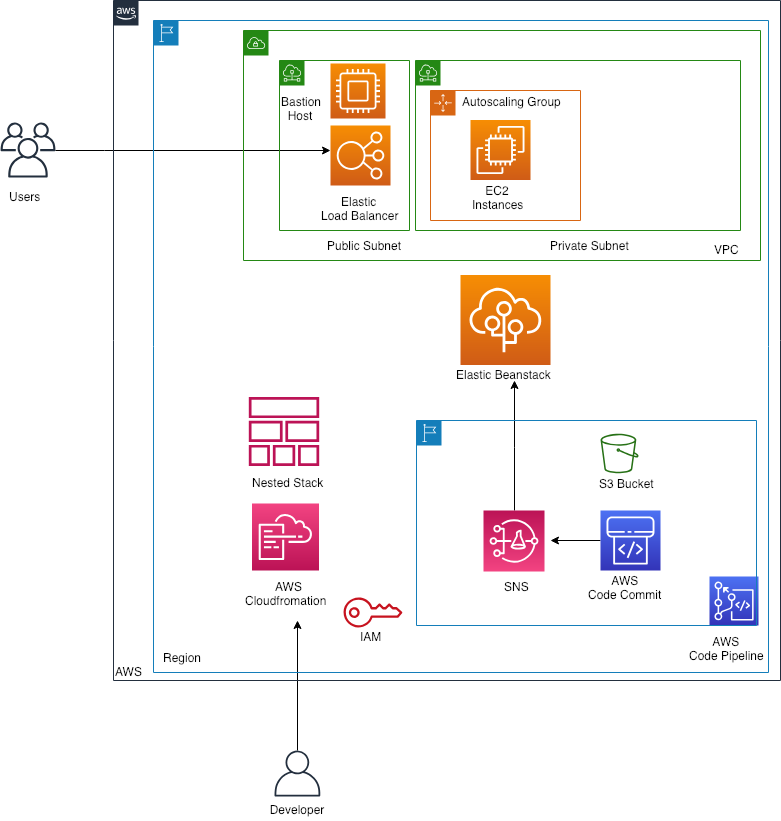 aws
Bastion
Host
Autoscaling Group
EC2
Instances
Elastic
Load Balancer
Users
Public Subnet
Private Subnet
VPC
Elastic Beanstack
Nested Stack
S3 Bucket
AWS
Cloudfromation
SNS
AWS
Code Commit
IAM
AWS
Code Pipeline
Region
AWS
Developer